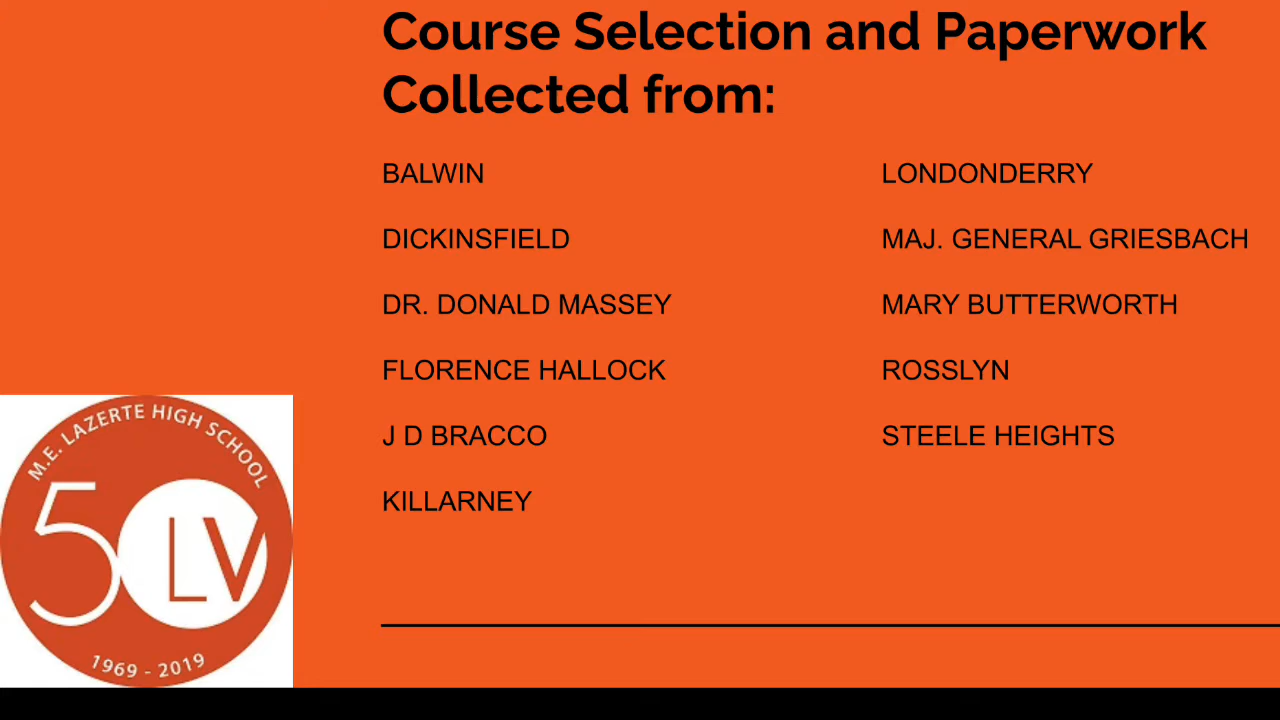 Course Selection and Paperwork
Collected from:
BALWIN
DICKINSFIELD
DR. DONALD MASSEY
FLORENCE HALLOCK
J D BRACCO
KILLARNEY
LONDONDERRY
MAJ. GENERAL GRIESBACH
MARY BUTTERWORTH
ROSSLYN
STEELE HEIGHTS
M.E. LAZERTE HIGH SCHOOL
50 LV
1969 - 2019